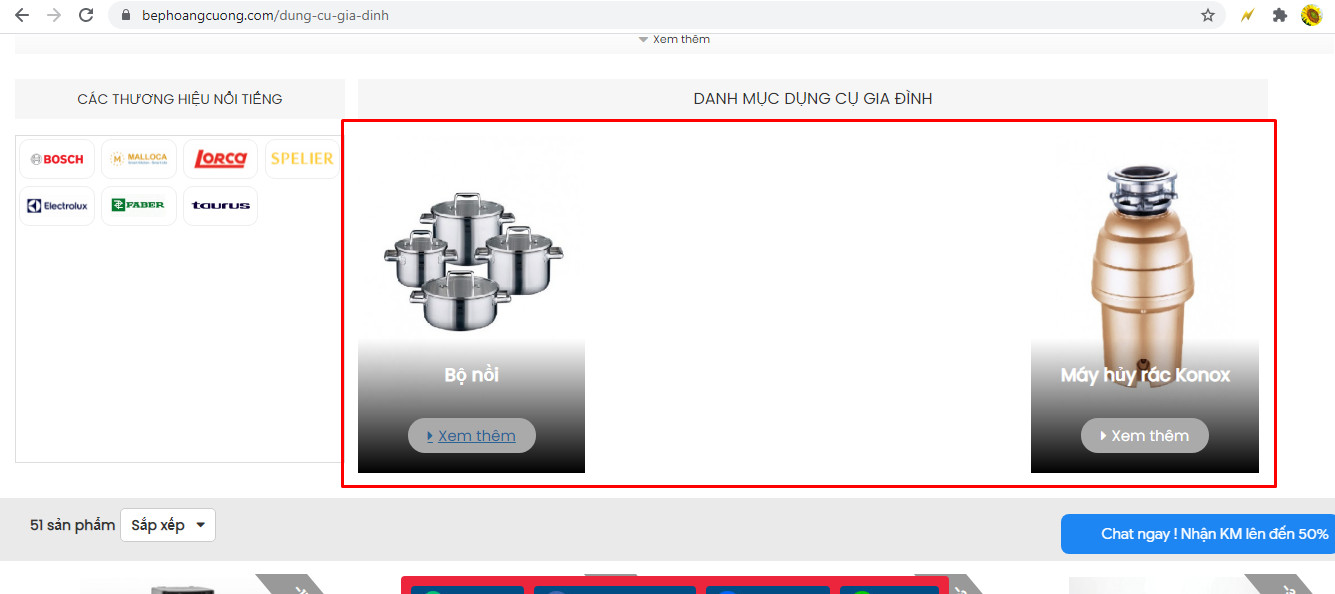 bephoangcuong.com/dung-cu-gia-dinh
Xem thêm
CÁC THƯƠNG HIỆU NỔI TIẾNG
DANH MỤC DỤNG CỤ GIA ĐÌNH
BOSCH
MALLOCA
LORCA
SPELIER
Electrolux
FABER
taurus
Bộ nồi
Xem thêm
Máy hủy rác Konox
Xem thêm
51 sản phẩm
Sắp xếp
Chat ngay ! Nhận KM lên đến 50%